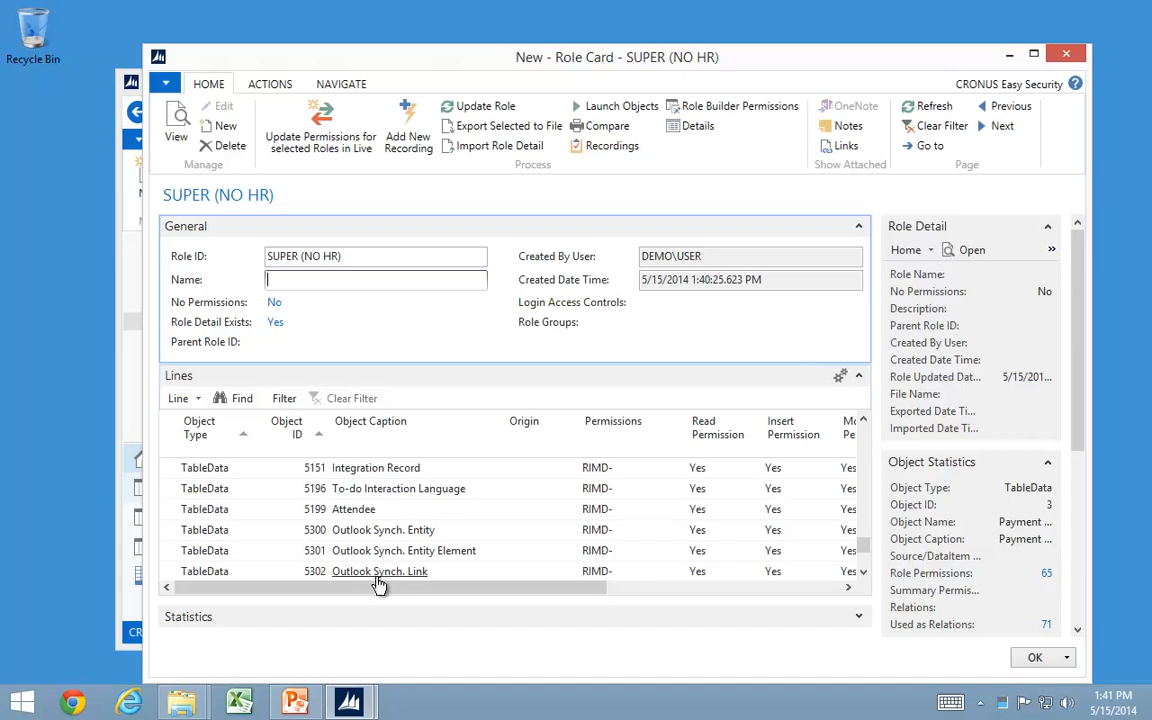 Recycle Bin
New - Role Card - SUPER (NO HR)
HOME ACTIONS NAVIGATE CRONUS Easy Security
View Edit New Delete
Manage
Update Permissions for selected Roles in Live
Add New Recording
Update Role Launch Objects Role Builder Permissions
Export Selected to File Compare Details
Import Role Detail Recordings
Process
OneNote
Notes
Links
Show Attached
Refresh Previous
Clear Filter Next
Go to
Page
SUPER (NO HR)
General
Role ID: SUPER (NO HR) Created By User: DEMO\USER
Name: Created Date Time: 5/15/2014 1:40:25.623 PM
No Permissions: No Login Access Controls:
Role Detail Exists: Yes Role Groups:
Parent Role ID:
Lines
Line Find Filter Clear Filter
Object Type Object ID Object Caption Origin Permissions Read Permission Insert Permission Mo Pe
TableData 5151 Integration Record RIMD- Yes Yes Yes
TableData 5196 To-do Interaction Language RIMD- Yes Yes Yes
TableData 5199 Attendee RIMD- Yes Yes Yes
TableData 5300 Outlook Synch. Entity RIMD- Yes Yes Yes
TableData 5301 Outlook Synch. Entity Element RIMD- Yes Yes Yes
TableData 5302 Outlook Synch. Link RIMD- Yes Yes Yes
Statistics
Role Detail
Home Open »
Role Name:
No Permissions: No
Description:
Parent Role ID:
Created By User:
Created Date Time:
Role Updated Dat... 5/15/201...
File Name:
Exported Date Ti...
Imported Date Ti...
Object Statistics
Object Type: TableData
Object ID: 3
Object Name: Payment ...
Object Caption: Payment ...
Source/DataItem ...
Role Permissions: 65
Summary Permis...
Relations:
Used as Relations: 71
OK
CR
1:41 PM
5/15/2014